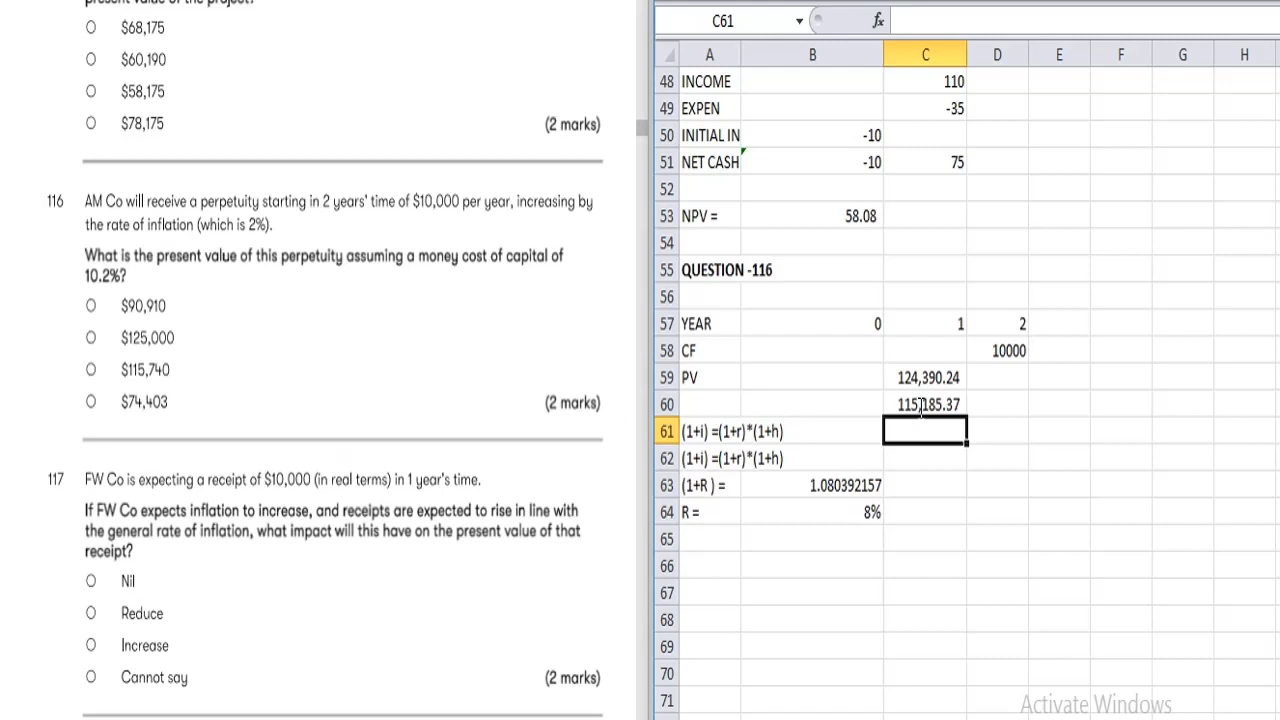 $68,175
$60,190
$58,175
$78,175 (2 marks)
116 AM Co will receive a perpetuity starting in 2 years' time of $10,000 per year, increasing by
the rate of inflation (which is 2%).
What is the present value of this perpetuity assuming a money cost of capital of
10.2%?
$90,910
$125,000
$115,740
$74,403 (2 marks)
117 FW Co is expecting a receipt of $10,000 (in real terms) in 1 year's time.
If FW Co expects inflation to increase, and receipts are expected to rise in line with
the general rate of inflation, what impact will this have on the present value of that
receipt?
Nil
Reduce
Increase
Cannot say (2 marks)
C61 fx
A B C D E F G H
48 INCOME 110
49 EXPEN -35
50 INITIAL IN -10
51 NET CASH -10 75
52
53 NPV = 58.08
54
55 QUESTION -116
56
57 YEAR 0 1 2
58 CF 10000
59 PV 124,390.24
60 115,185.37
61 (1+i) =(1+r)*(1+h)
62 (1+i) =(1+r)*(1+h)
63 (1+R ) = 1.080392157
64 R = 8%
65
66
67
68
69
70
71
Activate Windows